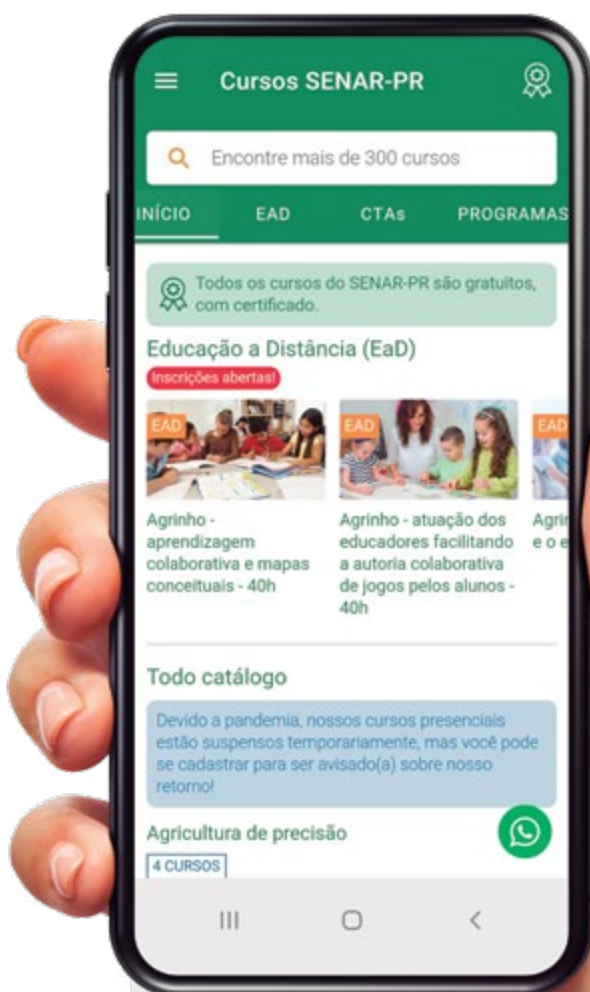 Cursos SENAR-PR
Encontre mais de 300 cursos
INÍCIO EAD CTAs PROGRAMAS
Todos os cursos do SENAR-PR são gratuitos,
com certificado.
Educação a Distância (EaD)
Inscrições abertas!
EAD EAD EAD
Agrinho -
aprendizagem
colaborativa e mapas
conceituais - 40h
Agrinho - atuação dos
educadores facilitando
a autoria colaborativa
de jogos pelos alunos -
40h
Agrin
e o e
Todo catálogo
Devido a pandemia, nossos cursos presenciais
estão suspensos temporariamente, mas você pode
se cadastrar para ser avisado(a) sobre nosso
retorno!
Agricultura de precisão
4 CURSOS